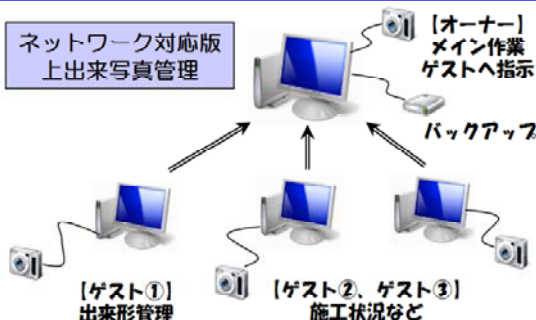 ネットワーク対応版
上出来写真管理
【オーナー】
メイン作業
ゲストへ指示
バックアップ
【ゲスト①】
出来形管理
【ゲスト②、ゲスト③】
施工状況など